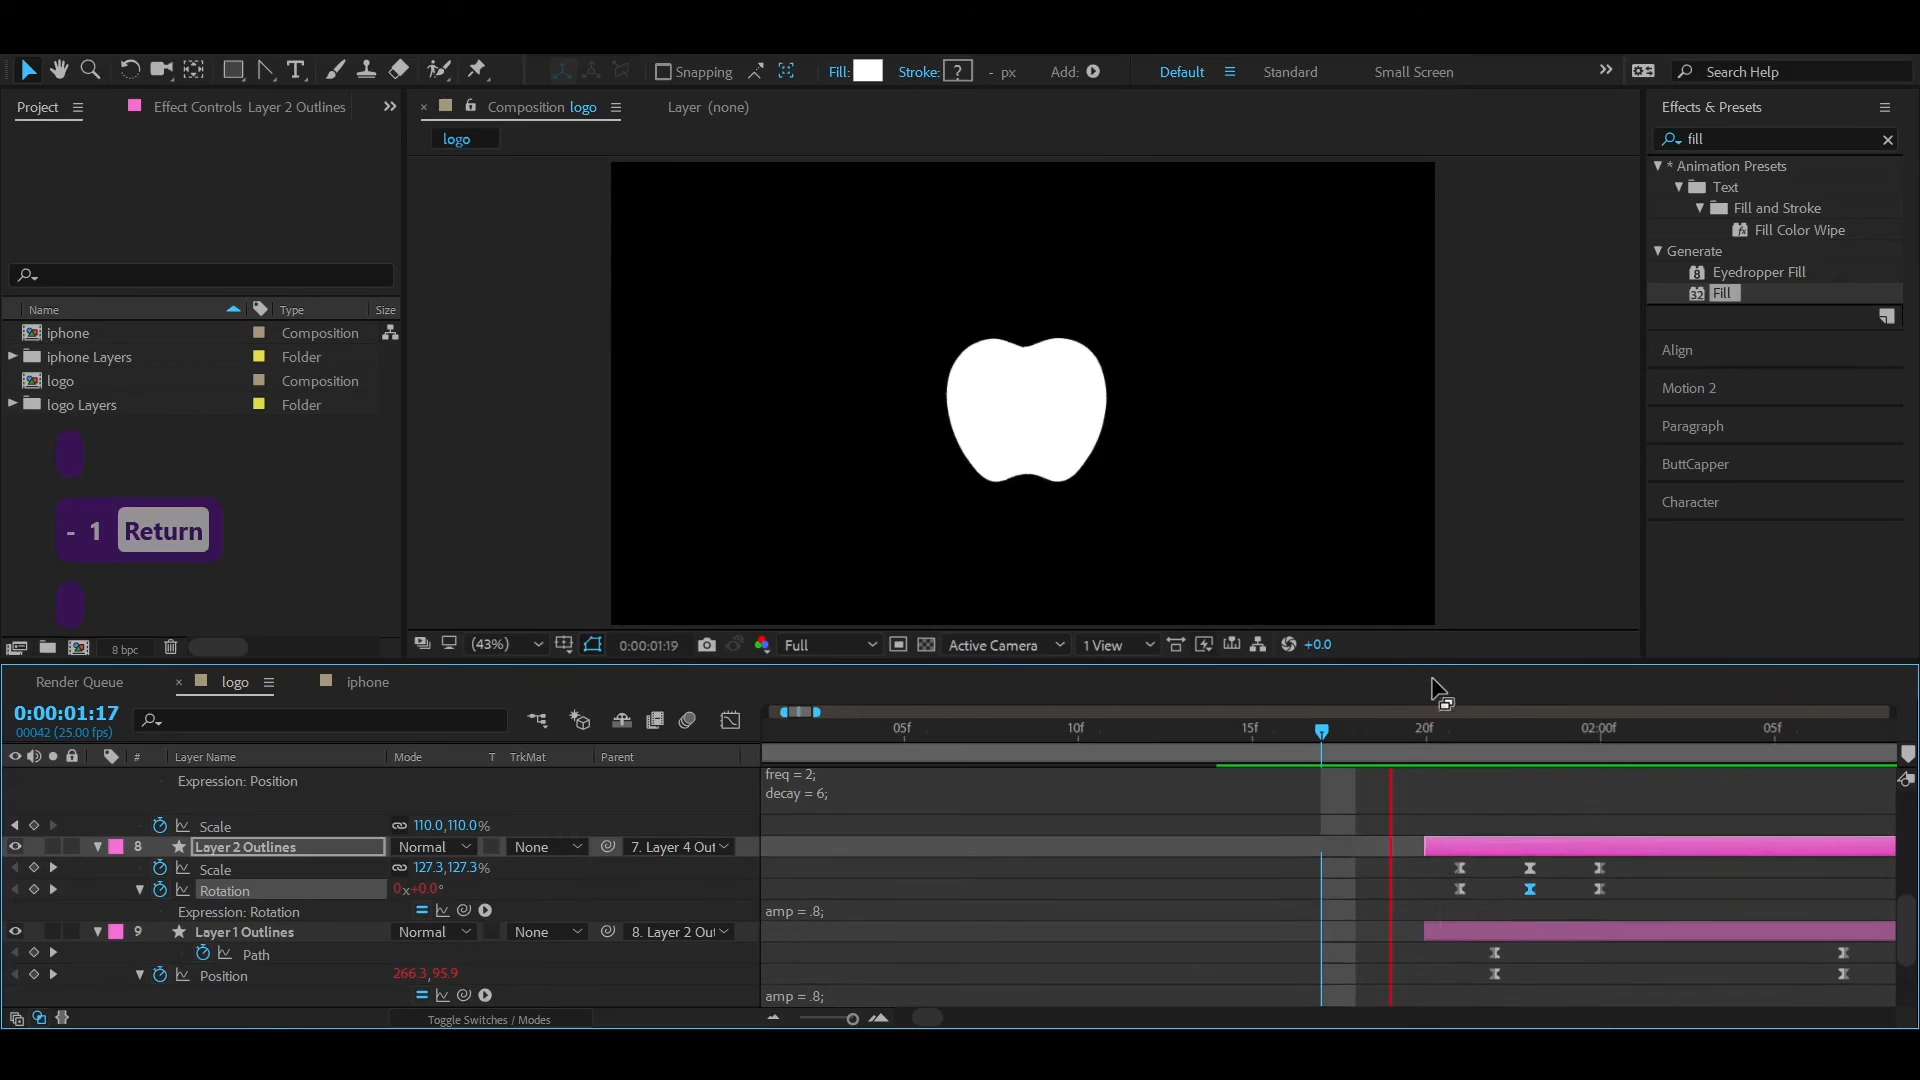 Snapping
Fill:
Stroke: ?
- px
Add:
Default
Standard
Small Screen
Search Help
Project
Effect Controls Layer 2 Outlines
Composition logo
Layer (none)
Effects & Presets
logo
fill
* Animation Presets
Text
Fill and Stroke
Fill Color Wipe
Generate
Eyedropper Fill
Fill
Name
Type
Size
iphone
Composition
iphone Layers
Folder
logo
Composition
logo Layers
Folder
Align
Motion 2
Paragraph
ButtCapper
Character
- 1 Return
8 bpc
(43%)
0:00:01:19
Full
Active Camera
1 View
+0.0
Render Queue
logo
iphone
0:00:01:17
00042 (25.00 fps)
05f
10f
15f
20f
02:00f
05f
#
Layer Name
Mode
T
TrkMat
Parent
Expression: Position
freq = 2;
decay = 6;
Scale
110.0,110.0%
8
Layer 2 Outlines
Normal
None
7. Layer 4 Out
Scale
127.3,127.3%
Rotation
0x+0.0°
Expression: Rotation
amp = .8;
9
Layer 1 Outlines
Normal
None
8. Layer 2 Out
Path
Position
266.3,95.9
amp = .8;
Toggle Switches / Modes